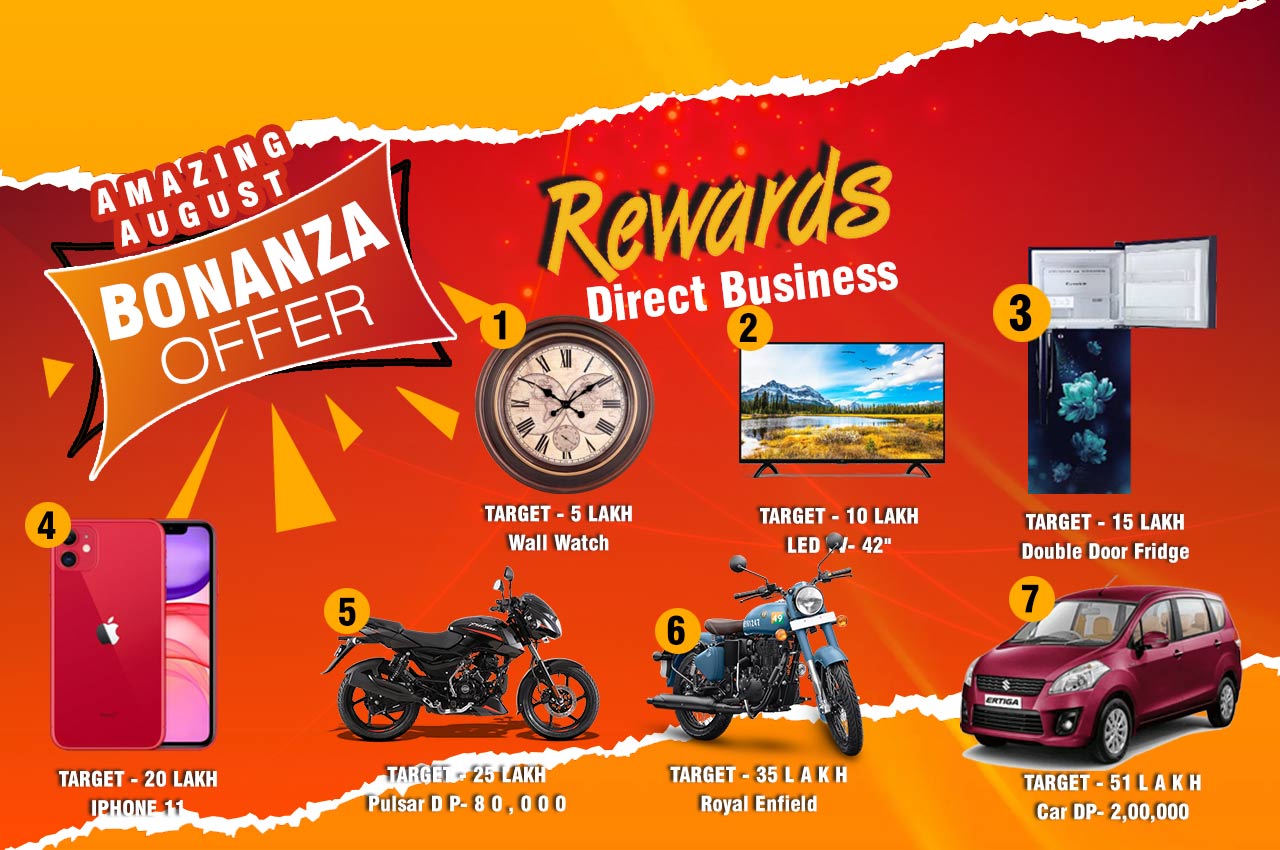 AMAZING
AUGUST
BONANZA
OFFER
Rewards
Direct Business
1
TARGET - 5 LAKH
Wall Watch
2
TARGET - 10 LAKH
LED TV- 42"
3
TARGET - 15 LAKH
Double Door Fridge
4
TARGET - 20 LAKH
IPHONE 11
5
Pulsar
TARGET - 25 LAKH
Pulsar D P- 8 0 , 0 0 0
6
TARGET - 35 L A K H
Royal Enfield
7
ERTIGA
TARGET - 51 L A K H
Car DP- 2,00,000